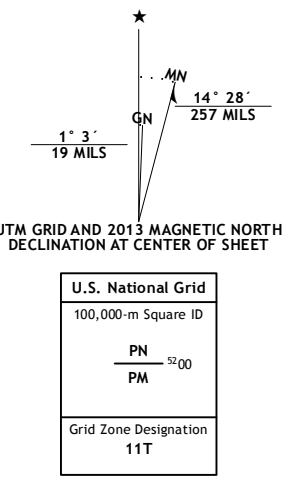 ★
MN
GN
14° 28´
257 MILS
1° 3´
19 MILS
UTM GRID AND 2013 MAGNETIC NORTH
DECLINATION AT CENTER OF SHEET
U.S. National Grid
100,000-m Square ID
PN
5200
PM
Grid Zone Designation
11T